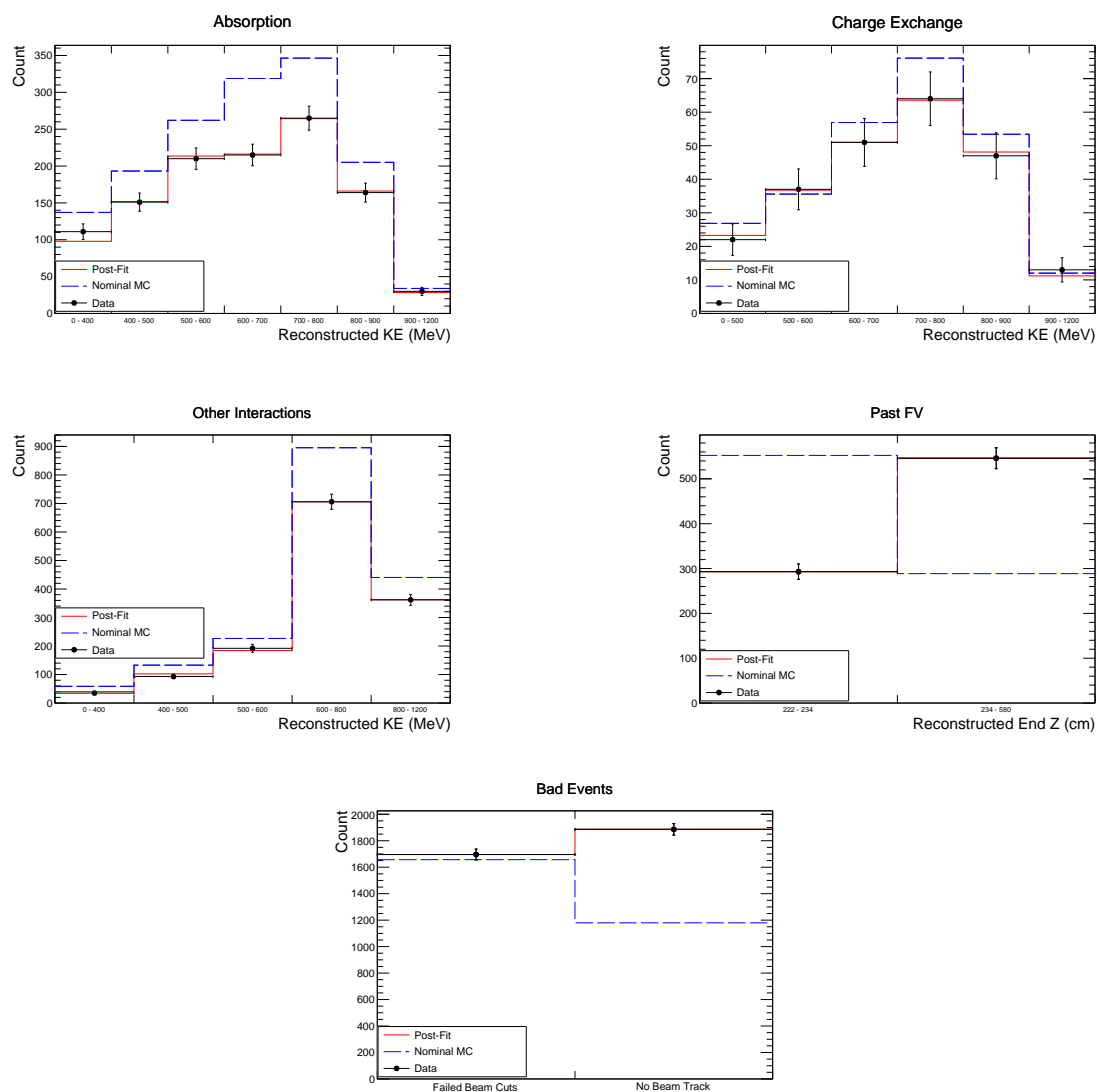 Absorption
Count
350
300
250
200
150
100
50
0
Post-Fit
Nominal MC
Data
0 - 400 400 - 500 500 - 600 600 - 700 700 - 800 800 - 900 900 - 1200
Reconstructed KE (MeV)
Charge Exchange
Count
70
60
50
40
30
20
10
0
Post-Fit
Nominal MC
Data
0 - 500 500 - 600 600 - 700 700 - 800 800 - 900 900 - 1200
Reconstructed KE (MeV)
Other Interactions
Count
900
800
700
600
500
400
300
200
100
0
Post-Fit
Nominal MC
Data
0 - 400 400 - 500 500 - 600 600 - 800 800 - 1200
Reconstructed KE (MeV)
Past FV
Count
500
400
300
200
100
0
Post-Fit
Nominal MC
Data
222 - 234 234 - 580
Reconstructed End Z (cm)
Bad Events
Count
2000
1800
1600
1400
1200
1000
800
600
400
200
0
Post-Fit
Nominal MC
Data
Failed Beam Cuts No Beam Track